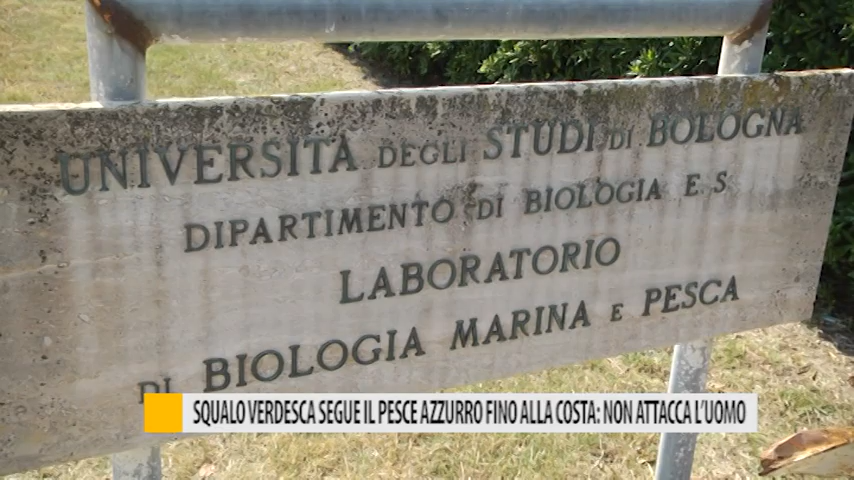 UNIVERSITÀ DEGLI STUDI DI BOLOGNA
DIPARTIMENTO DI BIOLOGIA E S
LABORATORIO
DI BIOLOGIA MARINA E PESCA
SQUALO VERDESCA SEGUE IL PESCE AZZURRO FINO ALLA COSTA: NON ATTACCA L'UOMO